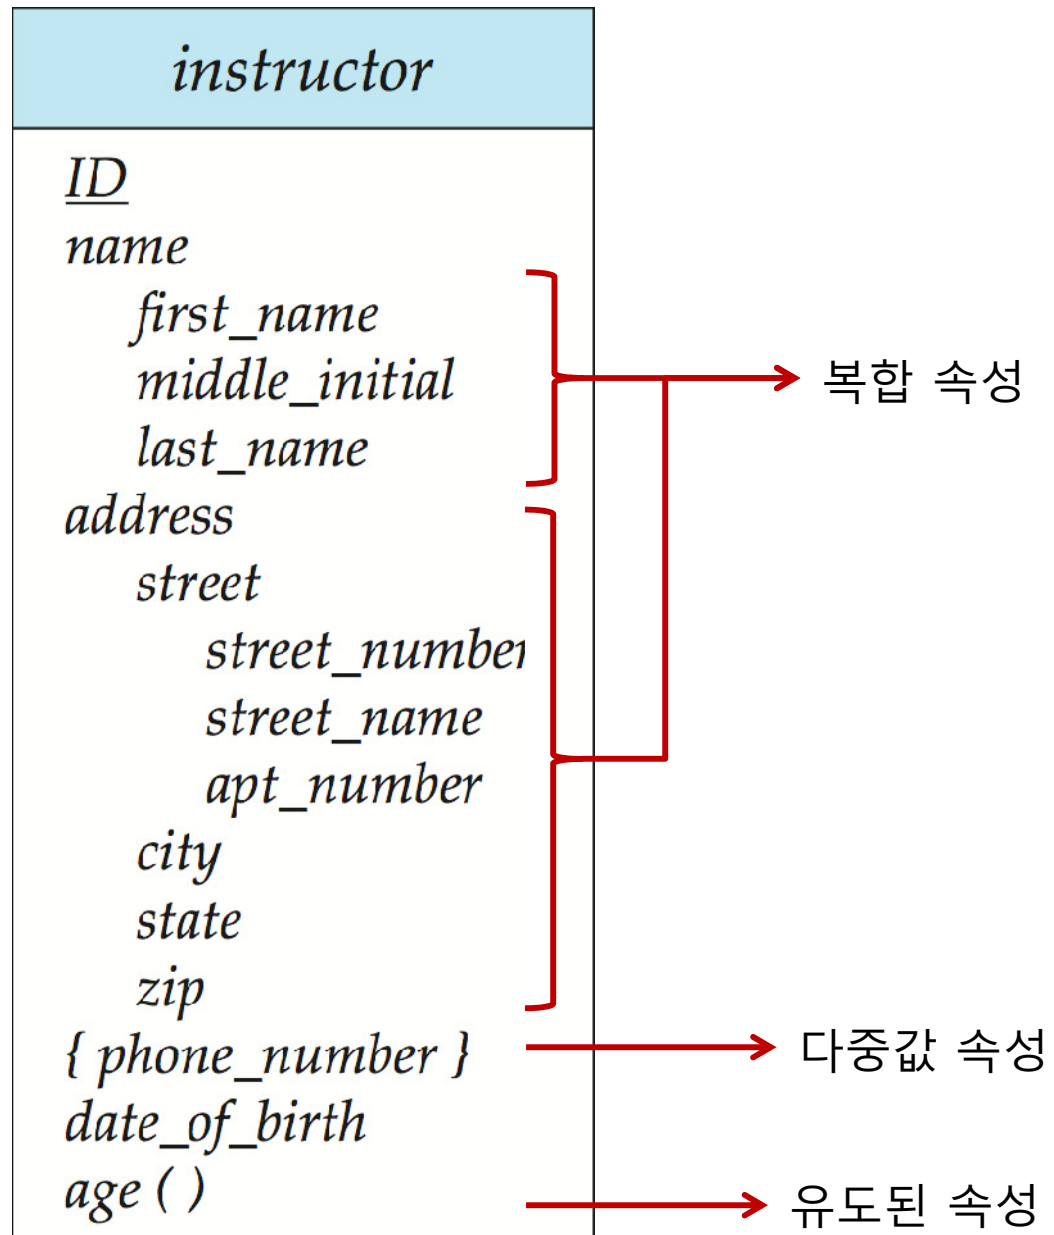 instructor
ID
name
first_name
middle_initial
last_name
복합 속성
address
street
street_number
street_name
apt_number
city
state
zip
{ phone_number }
다중값 속성
date_of_birth
age ( )
유도된 속성